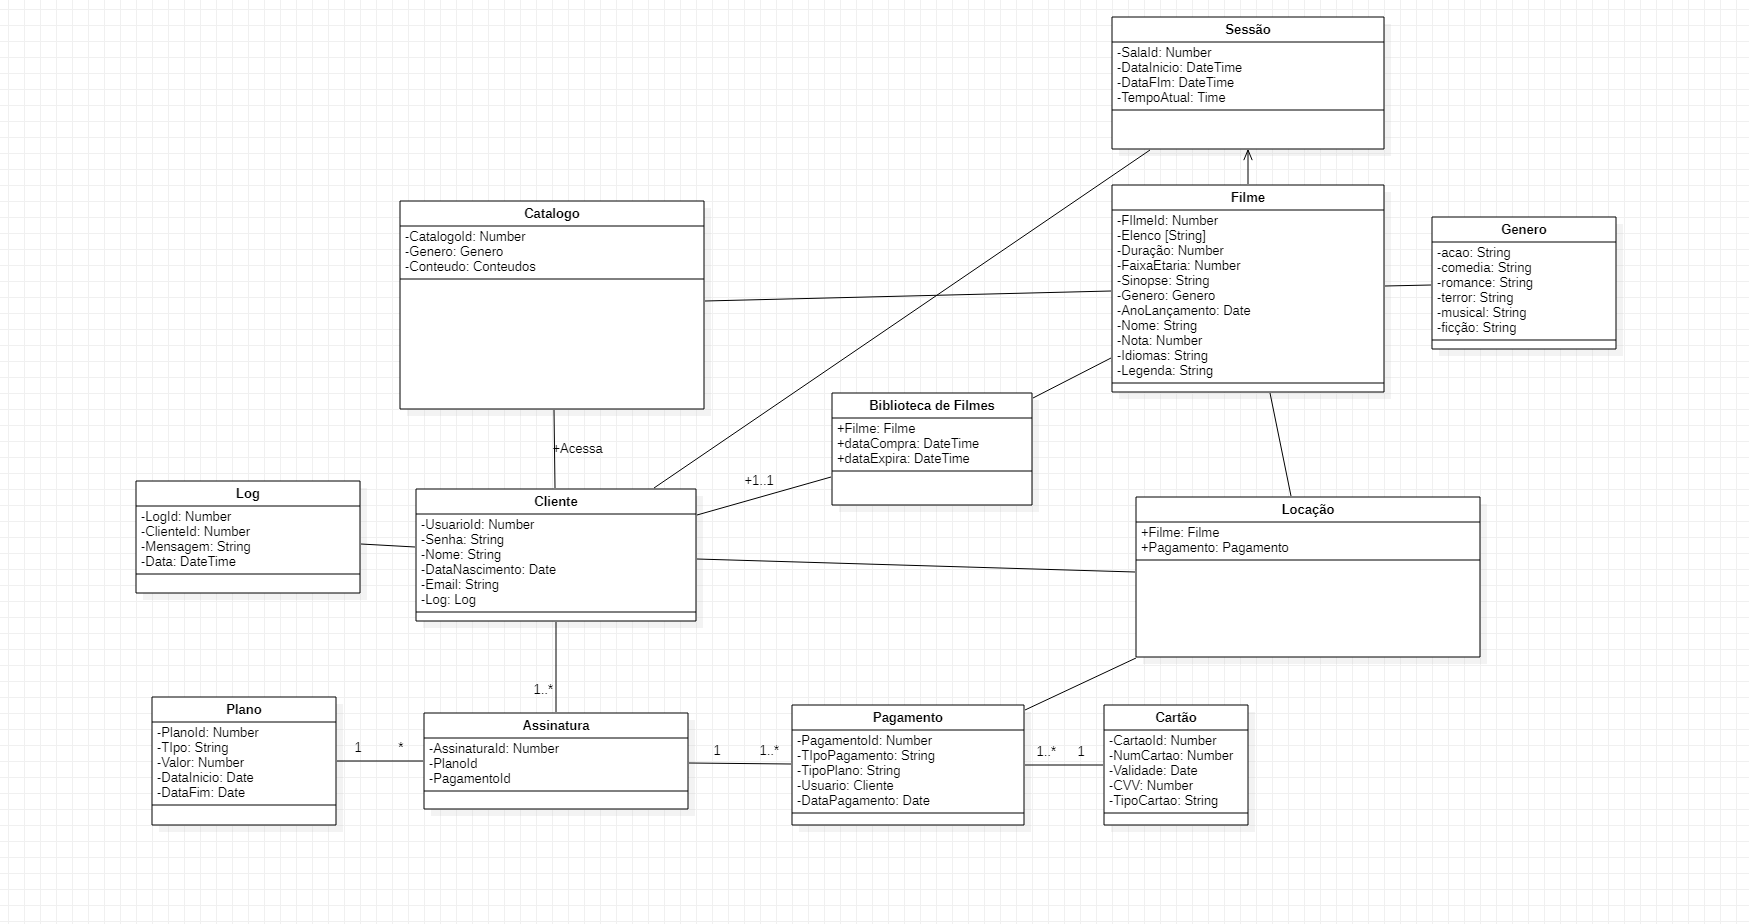 Sessão
-SalaId: Number
-DataInicio: DateTime
-DataFIm: DateTime
-TempoAtual: Time
Catalogo
-CatalogoId: Number
-Genero: Genero
-Conteudo: Conteudos
Filme
-FIlmeId: Number
-Elenco [String]
-Duração: Number
-FaixaEtaria: Number
-Sinopse: String
-Genero: Genero
-AnoLançamento: Date
-Nome: String
-Nota: Number
-Idiomas: String
-Legenda: String
Genero
-acao: String
-comedia: String
-romance: String
-terror: String
-musical: String
-ficção: String
+Acessa
Biblioteca de Filmes
+Filme: Filme
+dataCompra: DateTime
+dataExpira: DateTime
+1..1
Log
-LogId: Number
-ClienteId: Number
-Mensagem: String
-Data: DateTime
Cliente
-UsuarioId: Number
-Senha: String
-Nome: String
-DataNascimento: Date
-Email: String
-Log: Log
Locação
+Filme: Filme
+Pagamento: Pagamento
1..*
Plano
-PlanoId: Number
-TIpo: String
-Valor: Number
-DataInicio: Date
-DataFim: Date
1 *
Assinatura
-AssinaturaId: Number
-PlanoId
-PagamentoId
1 1..*
Pagamento
-PagamentoId: Number
-TIpoPagamento: String
-TipoPlano: String
-Usuario: Cliente
-DataPagamento: Date
1..* 1
Cartão
-CartaoId: Number
-NumCartao: Number
-Validade: Date
-CVV: Number
-TipoCartao: String